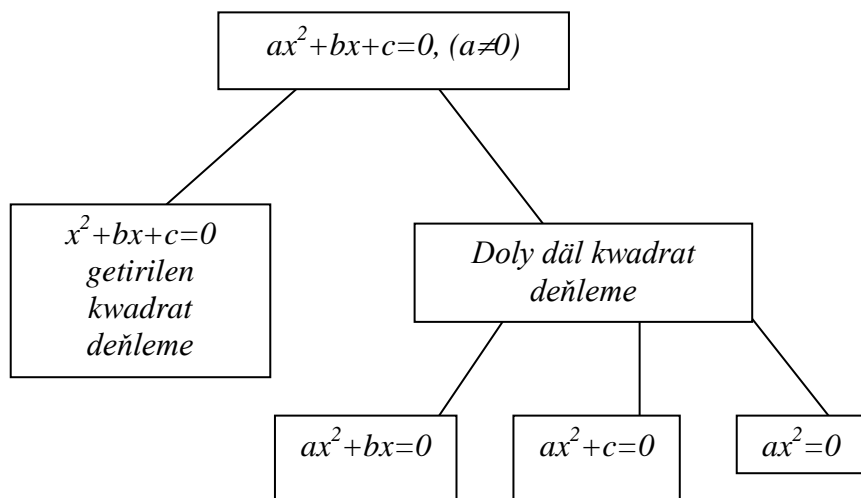 ax²+bx+c=0, (a≠0)
x²+bx+c=0
getirilen
kwadrat
deňleme
Doly däl kwadrat
deňleme
ax²+bx=0
ax²+c=0
ax²=0